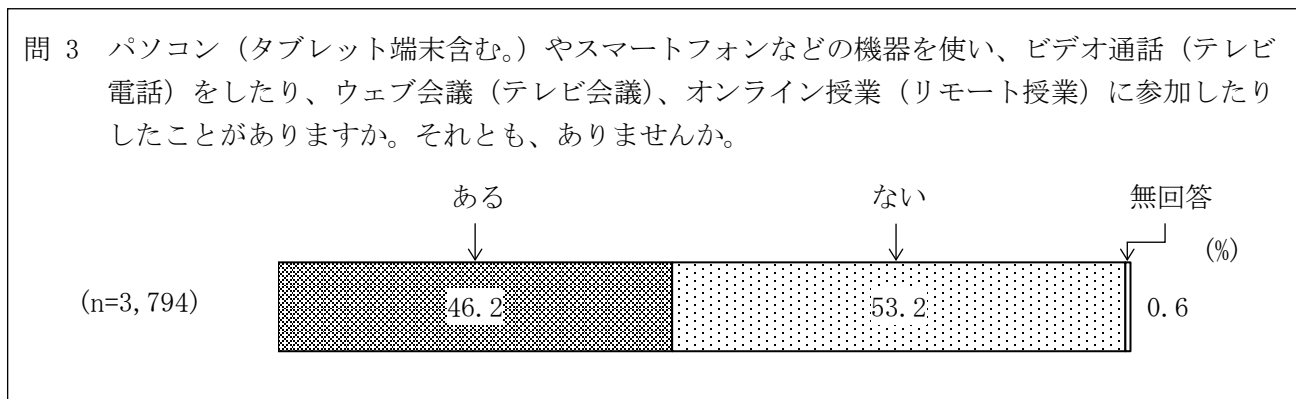 問 3 パソコン（タブレット端末含む。）やスマートフォンなどの機器を使い、ビデオ通話（テレビ
電話）をしたり、ウェブ会議（テレビ会議）、オンライン授業（リモート授業）に参加したり
したことがありますか。それとも、ありませんか。
ある ない 無回答
(%)
(n=3,794) 46.2 53.2 0.6